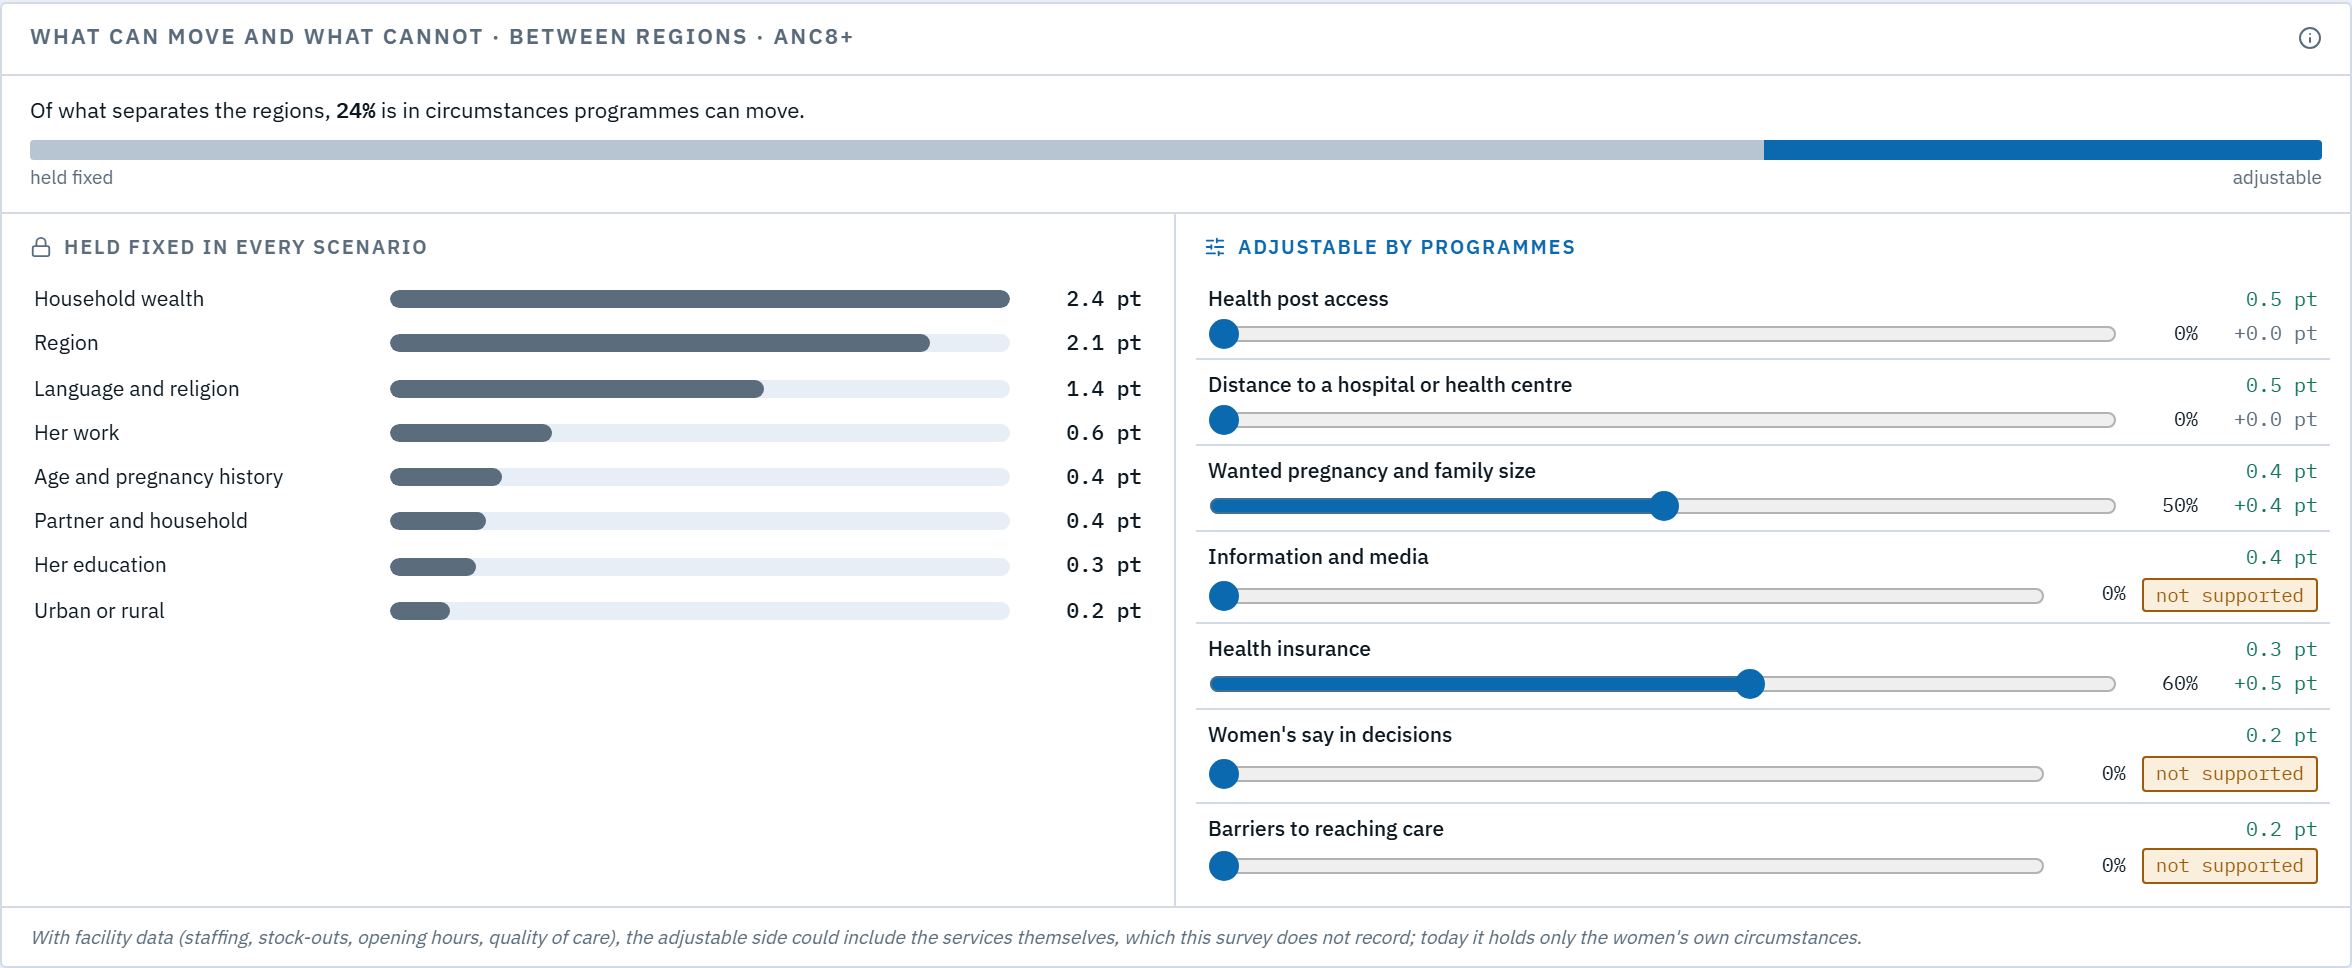 WHAT CAN MOVE AND WHAT CANNOT · BETWEEN REGIONS · ANC8+
Of what separates the regions, 24% is in circumstances programmes can move.
held fixed
adjustable
HELD FIXED IN EVERY SCENARIO
Household wealth 2.4 pt
Region 2.1 pt
Language and religion 1.4 pt
Her work 0.6 pt
Age and pregnancy history 0.4 pt
Partner and household 0.4 pt
Her education 0.3 pt
Urban or rural 0.2 pt
ADJUSTABLE BY PROGRAMMES
Health post access 0.5 pt
0% +0.0 pt
Distance to a hospital or health centre 0.5 pt
0% +0.0 pt
Wanted pregnancy and family size 0.4 pt
50% +0.4 pt
Information and media 0.4 pt
0% not supported
Health insurance 0.3 pt
60% +0.5 pt
Women's say in decisions 0.2 pt
0% not supported
Barriers to reaching care 0.2 pt
0% not supported
With facility data (staffing, stock-outs, opening hours, quality of care), the adjustable side could include the services themselves, which this survey does not record; today it holds only the women's own circumstances.